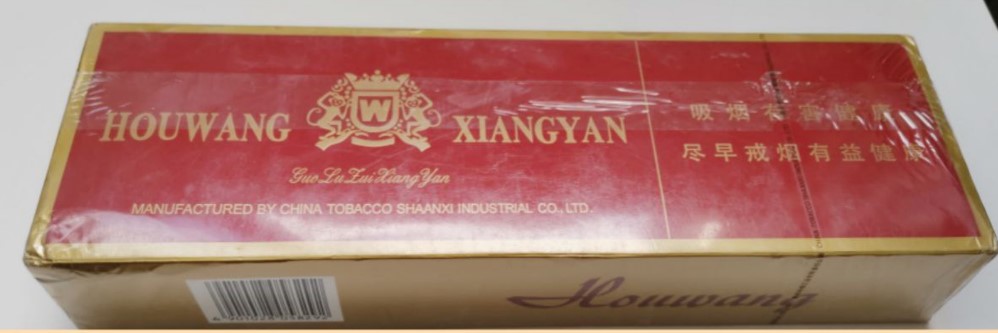 HOUWANG W XIANGYAN
Guo Lu Zui Xiang Yan
MANUFACTURED BY CHINA TOBACCO SHAANXI INDUSTRIAL CO., LTD.
吸烟有害健康
尽早戒烟有益健康
Houwang